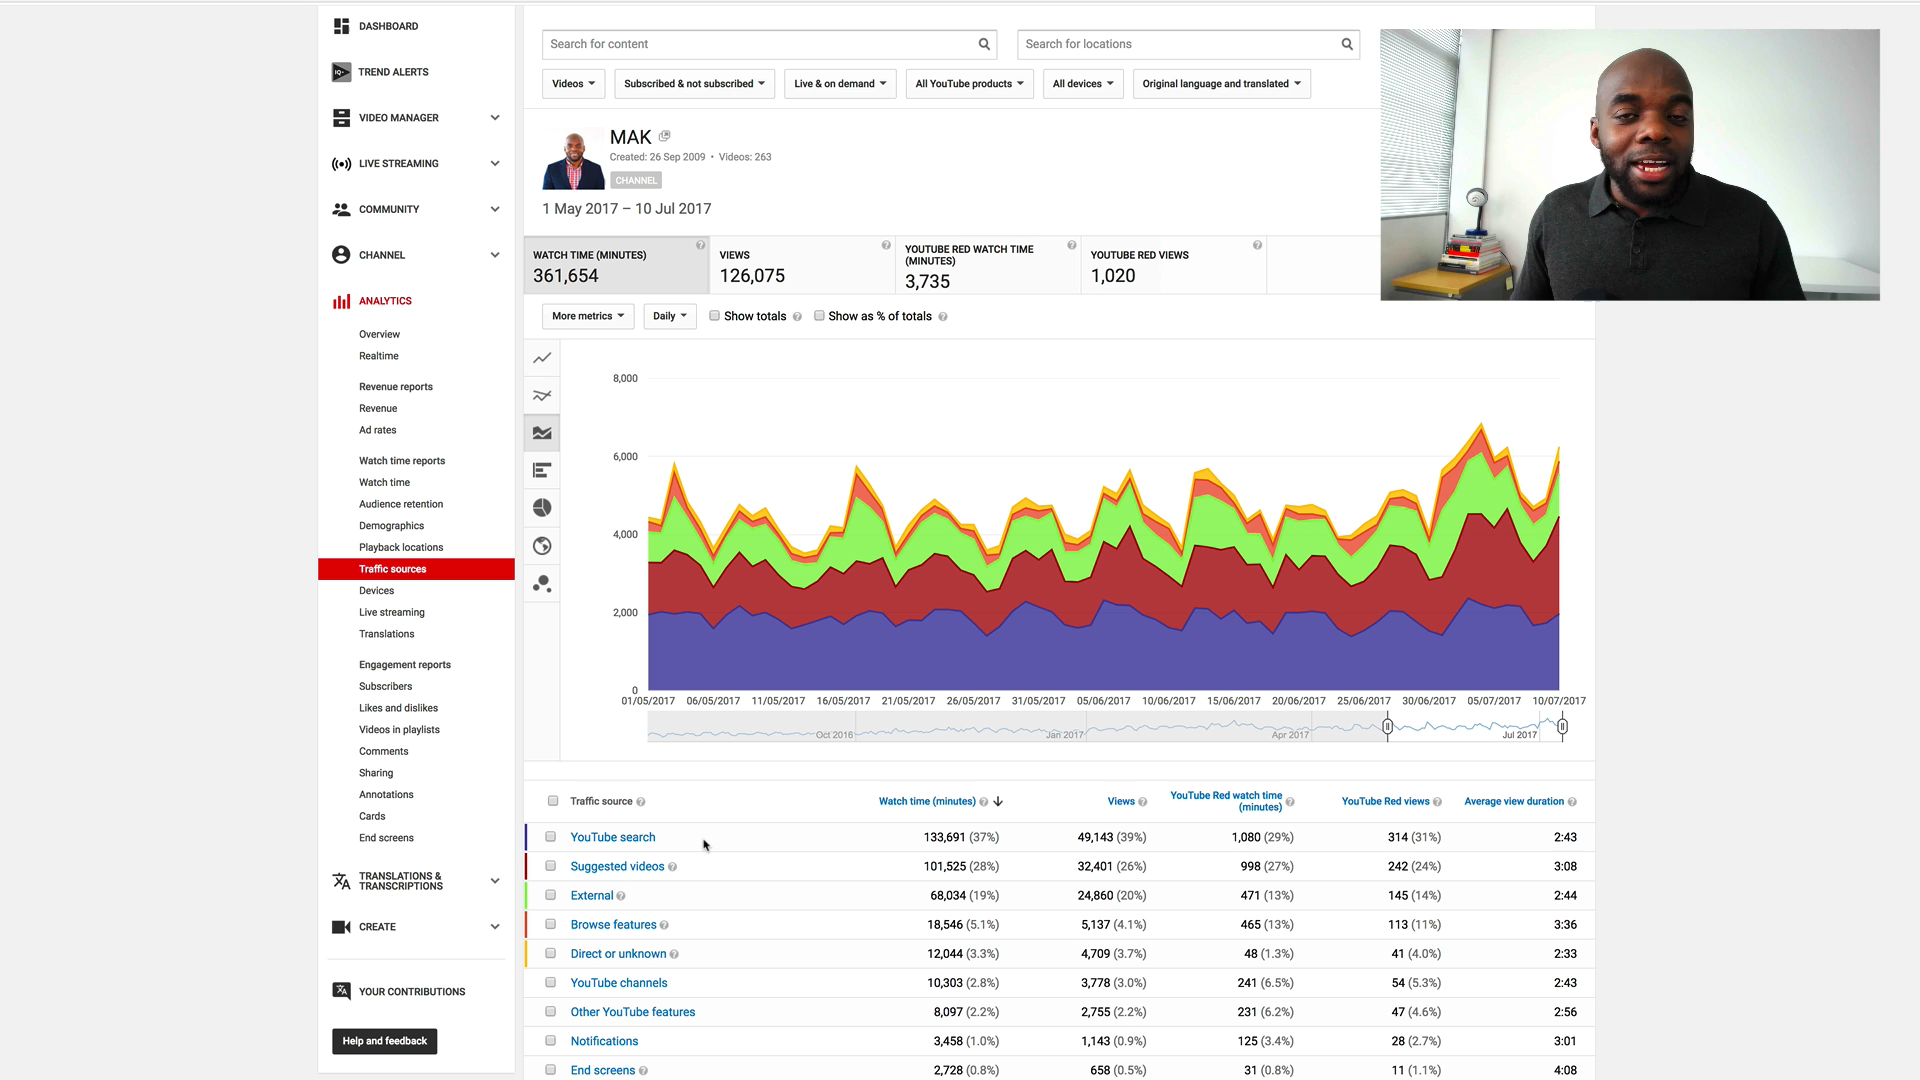 DASHBOARD
TREND ALERTS
VIDEO MANAGER
LIVE STREAMING
COMMUNITY
CHANNEL
ANALYTICS
Overview
Realtime
Revenue reports
Revenue
Ad rates
Watch time reports
Watch time
Audience retention
Demographics
Playback locations
Traffic sources
Devices
Live streaming
Translations
Engagement reports
Subscribers
Likes and dislikes
Videos in playlists
Comments
Sharing
Annotations
Cards
End screens
TRANSLATIONS &
TRANSCRIPTIONS
CREATE
YOUR CONTRIBUTIONS
Help and feedback
Search for content
Search for locations
Videos
Subscribed & not subscribed
Live & on demand
All YouTube products
All devices
Original language and translated
MAK
Created: 26 Sep 2009 • Videos: 263
CHANNEL
1 May 2017 – 10 Jul 2017
WATCH TIME (MINUTES)
361,654
VIEWS
126,075
YOUTUBE RED WATCH TIME
(MINUTES)
3,735
YOUTUBE RED VIEWS
1,020
More metrics
Daily
Show totals
Show as % of totals
8,000
6,000
4,000
2,000
0
01/05/2017 06/05/2017 11/05/2017 16/05/2017 21/05/2017 26/05/2017 31/05/2017 05/06/2017 10/06/2017 15/06/2017 20/06/2017 25/06/2017 30/06/2017 05/07/2017 10/07/2017
Oct 2016 Jan 2017 Apr 2017 Jul 2017
Traffic source Watch time (minutes) Views YouTube Red watch time (minutes) YouTube Red views Average view duration
YouTube search 133,691 (37%) 49,143 (39%) 1,080 (29%) 314 (31%) 2:43
Suggested videos 101,525 (28%) 32,401 (26%) 998 (27%) 242 (24%) 3:08
External 68,034 (19%) 24,860 (20%) 471 (13%) 145 (14%) 2:44
Browse features 18,546 (5.1%) 5,137 (4.1%) 465 (13%) 113 (11%) 3:36
Direct or unknown 12,044 (3.3%) 4,709 (3.7%) 48 (1.3%) 41 (4.0%) 2:33
YouTube channels 10,303 (2.8%) 3,778 (3.0%) 241 (6.5%) 54 (5.3%) 2:43
Other YouTube features 8,097 (2.2%) 2,755 (2.2%) 231 (6.2%) 47 (4.6%) 2:56
Notifications 3,458 (1.0%) 1,143 (0.9%) 125 (3.4%) 28 (2.7%) 3:01
End screens 2,728 (0.8%) 658 (0.5%) 31 (0.8%) 11 (1.1%) 4:08